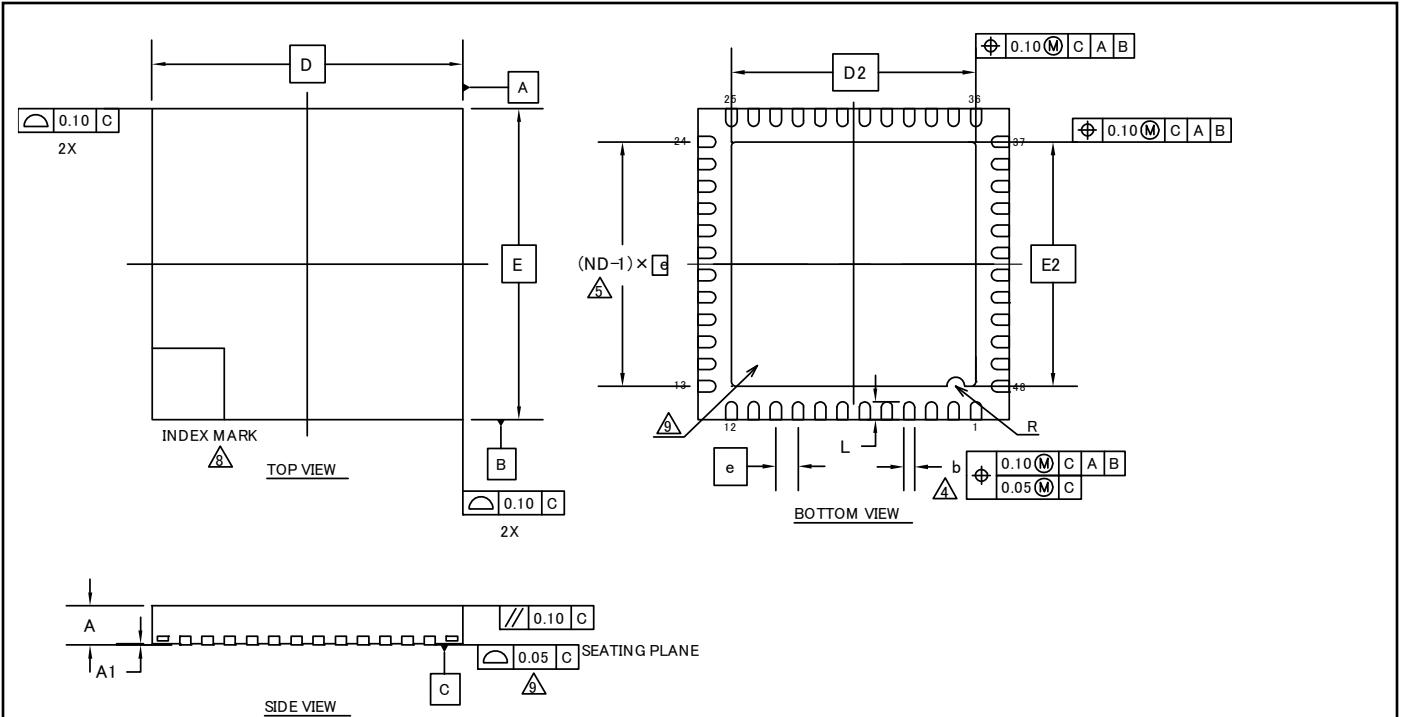 D
A
0.10 C
2X
E
INDEX MARK
8
TOP VIEW
B
0.10 C
2X
0.10 Ⓜ C A B
D2
25
36
0.10 Ⓜ C A B
24
37
(ND-1)× e
5
E2
13
48
9
12
1
L
R
e
b
4
0.10 Ⓜ C A B
0.05 Ⓜ C
BOTTOM VIEW
A
// 0.10 C
A1
0.05 C
SEATING PLANE
9
C
SIDE VIEW